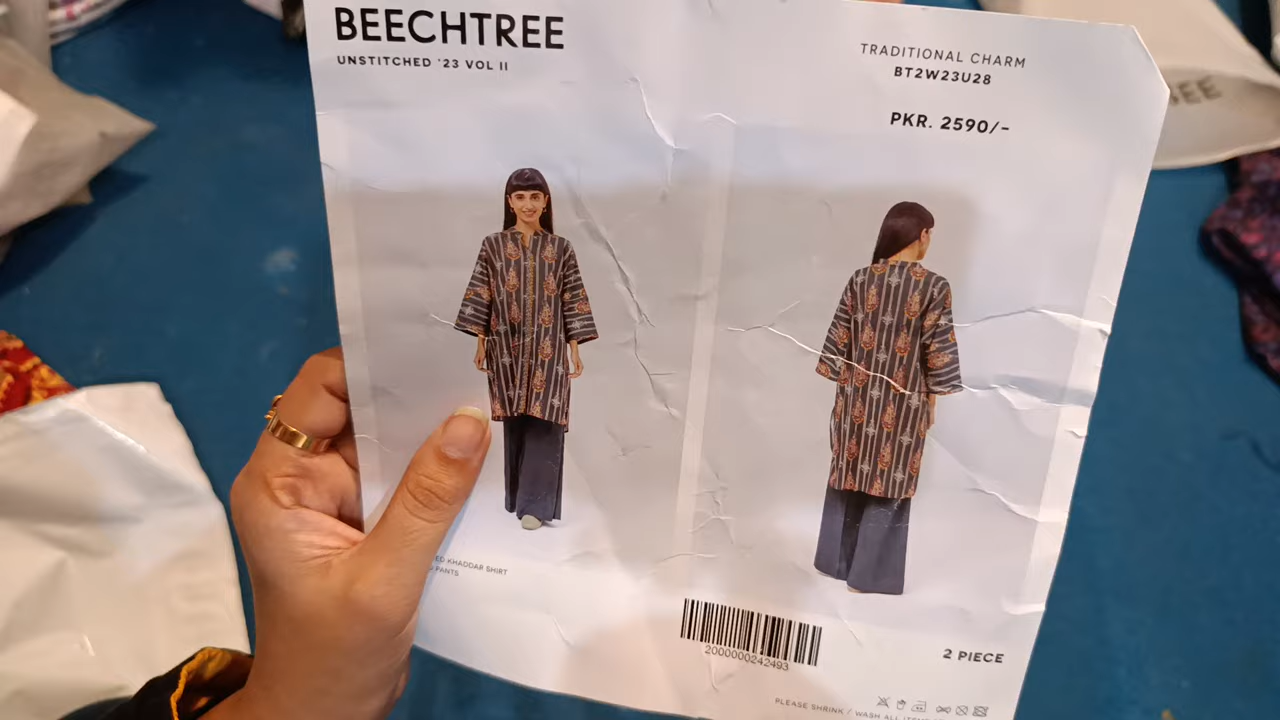 BEECHTREE
UNSTITCHED '23 VOL II
TRADITIONAL CHARM
BT2W23U28
PKR. 2590/-
KHADDAR SHIRT
PANTS
2000000242493
2 PIECE
PLEASE SHRINK / WASH ALL